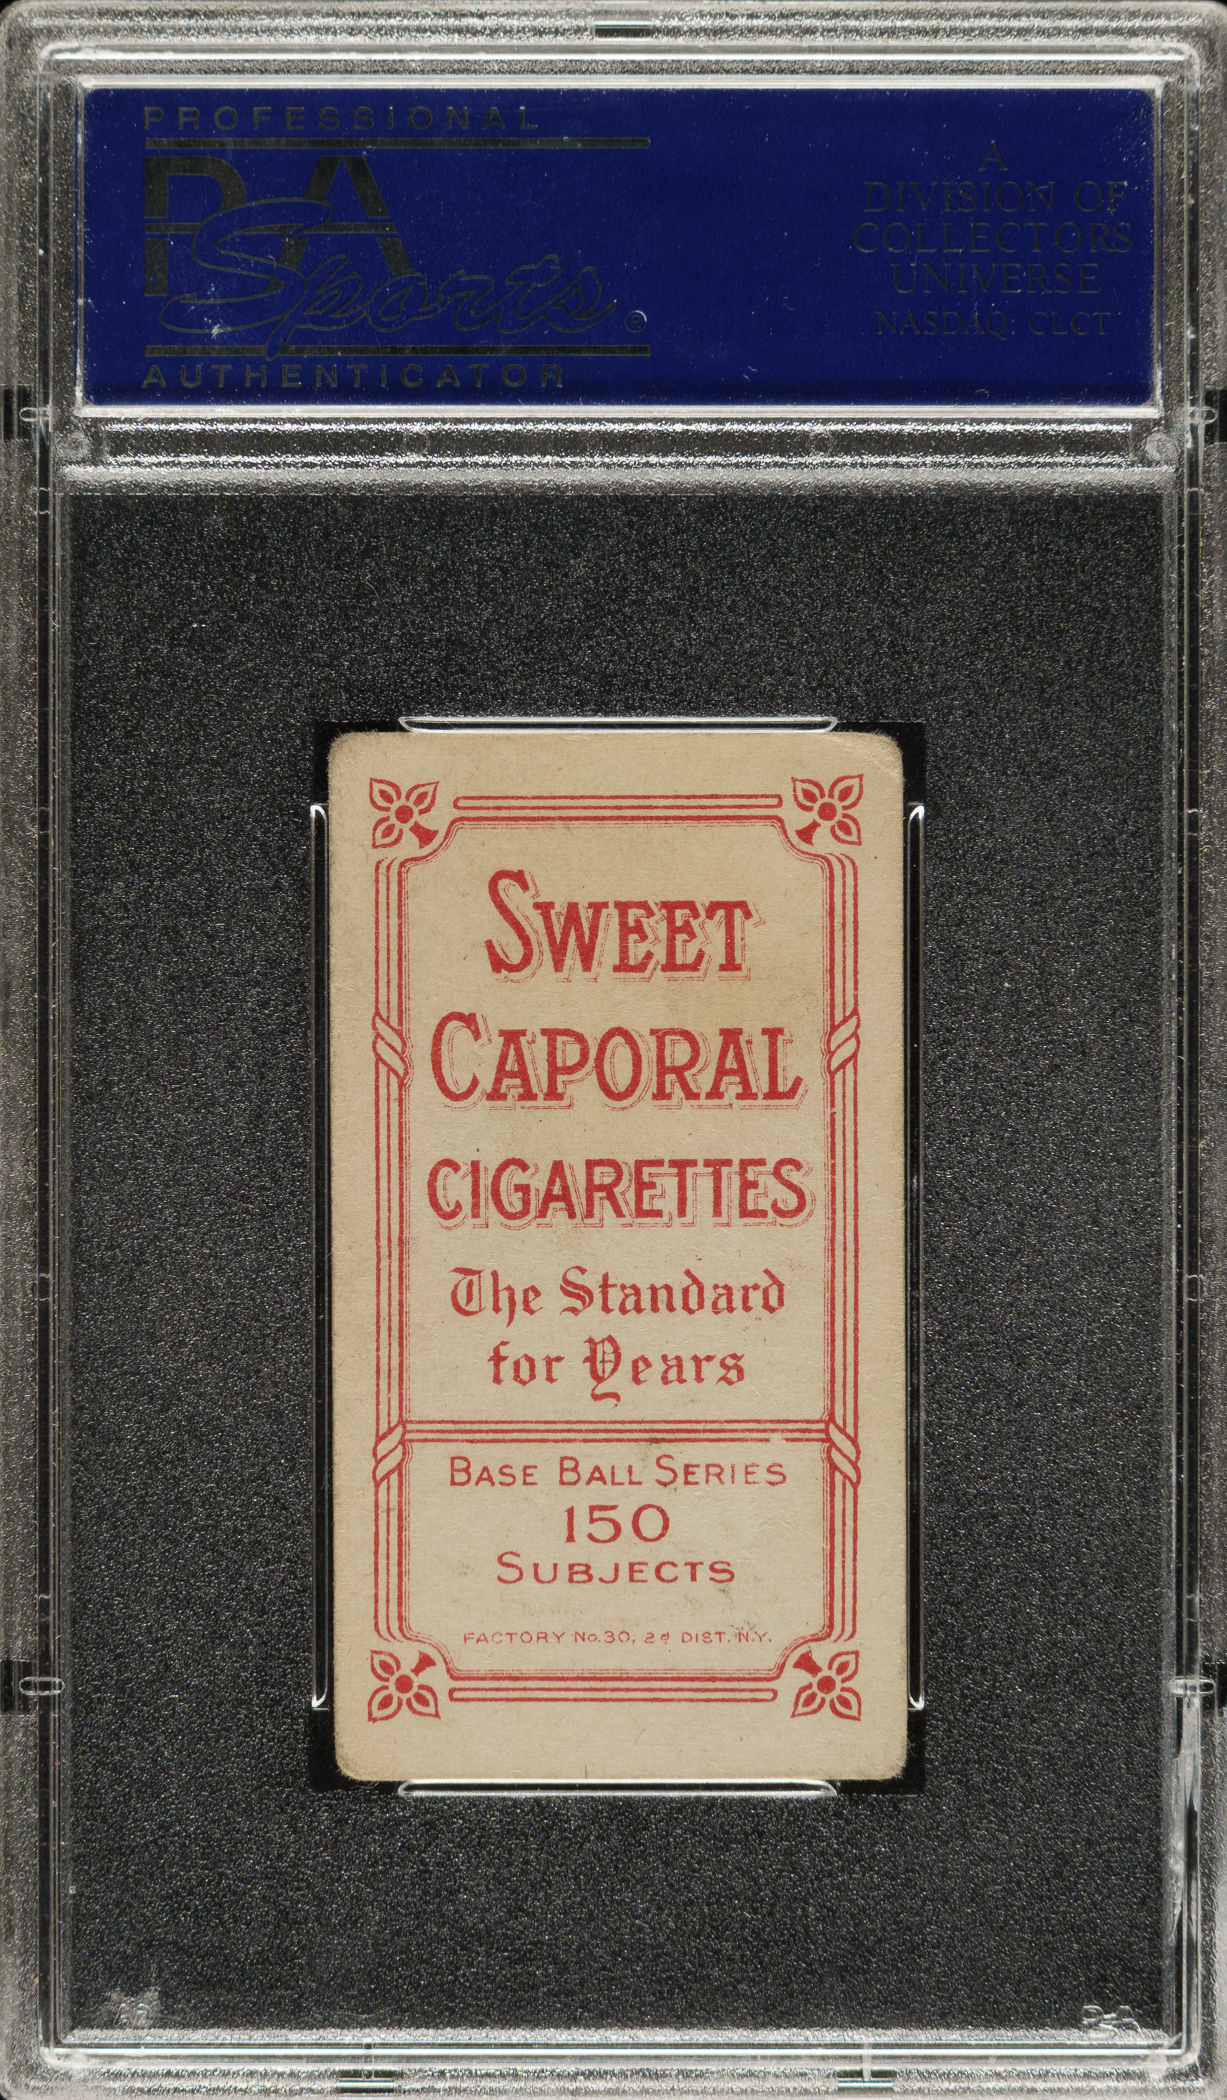 PROFESSIONAL
PSA
Sports®
AUTHENTICATOR
A
DIVISION OF
COLLECTORS
UNIVERSE
NASDAQ: CLCT
SWEET
CAPORAL
CIGARETTES
The Standard
for Years
BASE BALL SERIES
150
SUBJECTS
FACTORY No. 30, 2d DIST. N.Y.
PSA